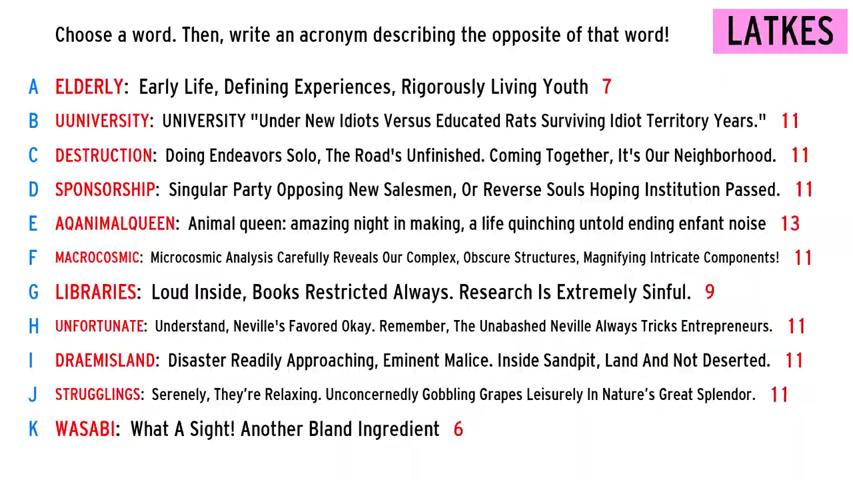 Choose a word. Then, write an acronym describing the opposite of that word!
LATKES
A ELDERLY: Early Life, Defining Experiences, Rigorously Living Youth 7
B UUNIVERSITY: UNIVERSITY "Under New Idiots Versus Educated Rats Surviving Idiot Territory Years." 11
C DESTRUCTION: Doing Endeavors Solo, The Road's Unfinished. Coming Together, It's Our Neighborhood. 11
D SPONSORSHIP: Singular Party Opposing New Salesmen, Or Reverse Souls Hoping Institution Passed. 11
E AQANIMALQUEEN: Animal queen: amazing night in making, a life quinching untold ending enfant noise 13
F MACROCOSMIC: Microcosmic Analysis Carefully Reveals Our Complex, Obscure Structures, Magnifying Intricate Components! 11
G LIBRARIES: Loud Inside, Books Restricted Always. Research Is Extremely Sinful. 9
H UNFORTUNATE: Understand, Neville's Favored Okay. Remember, The Unabashed Neville Always Tricks Entrepreneurs. 11
I DRAEMISLAND: Disaster Readily Approaching, Eminent Malice. Inside Sandpit, Land And Not Deserted. 11
J STRUGGLINGS: Serenely, They're Relaxing. Unconcernedly Gobbling Grapes Leisurely In Nature's Great Splendor. 11
K WASABI: What A Sight! Another Bland Ingredient 6